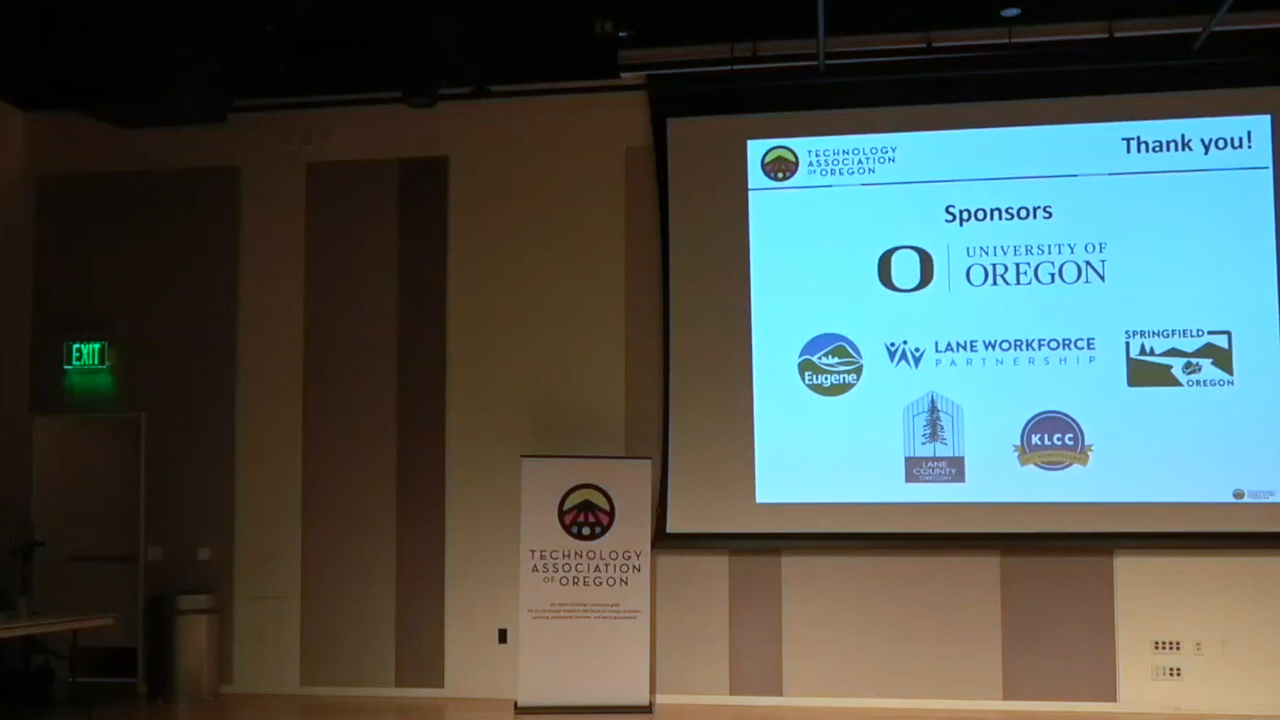 Thank you!
TECHNOLOGY
ASSOCIATION
OF OREGON
Sponsors
O
UNIVERSITY OF
OREGON
Eugene
LANE WORKFORCE
PARTNERSHIP
SPRINGFIELD
OREGON
LANE
COUNTY
OREGON
KLCC
EXIT
TECHNOLOGY
ASSOCIATION
OF OREGON